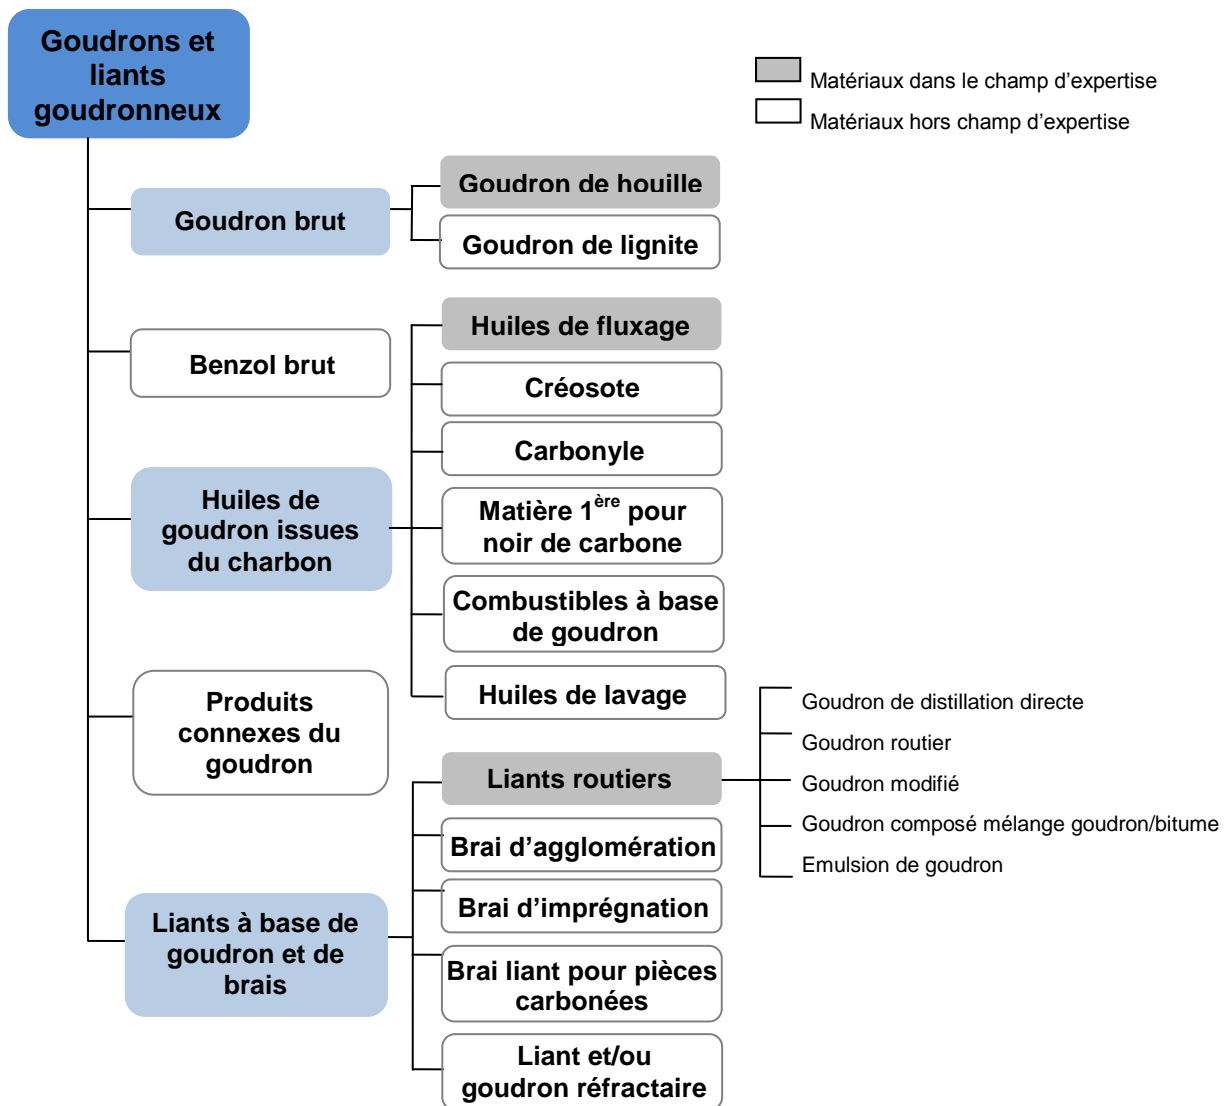 Goudrons et
liants
goudronneux
Matériaux dans le champ d'expertise
Matériaux hors champ d'expertise
Goudron brut
Goudron de houille
Goudron de lignite
Benzol brut
Huiles de
goudron issues
du charbon
Huiles de fluxage
Créosote
Carbonyle
Matière 1ère pour
noir de carbone
Combustibles à base
de goudron
Huiles de lavage
Produits
connexes du
goudron
Liants à base de
goudron et de
brais
Liants routiers
Goudron de distillation directe
Goudron routier
Goudron modifié
Goudron composé mélange goudron/bitume
Emulsion de goudron
Brai d'agglomération
Brai d'imprégnation
Brai liant pour pièces
carbonées
Liant et/ou
goudron réfractaire